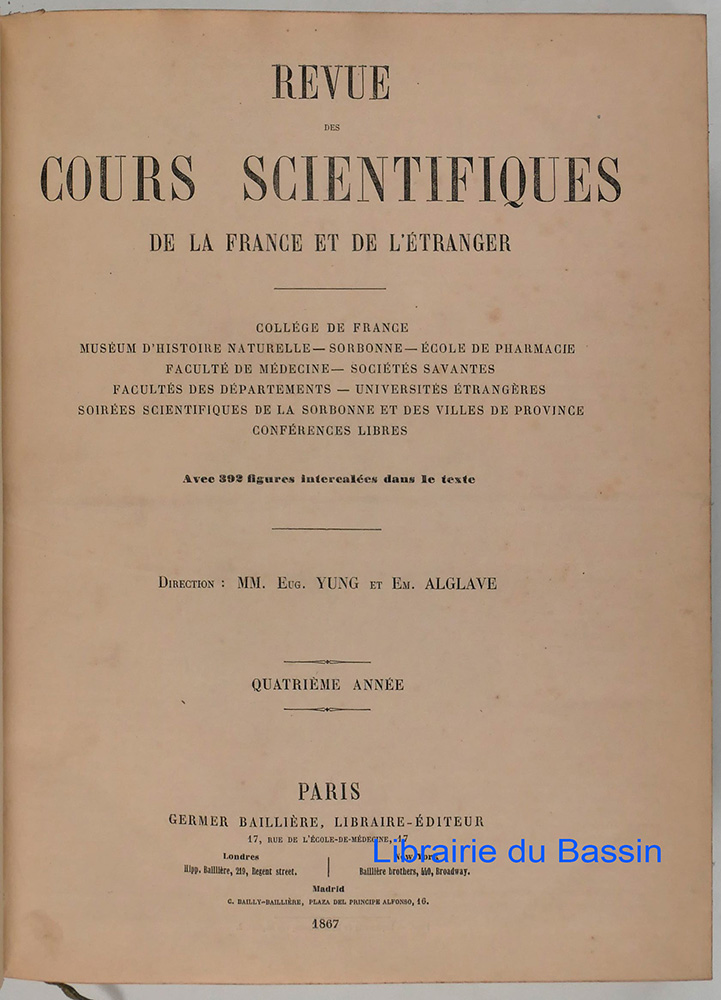 REVUE
DES
COURS SCIENTIFIQUES
DE LA FRANCE ET DE L'ÉTRANGER
COLLÉGE DE FRANCE
MUSÉUM D'HISTOIRE NATURELLE — SORBONNE — ÉCOLE DE PHARMACIE
FACULTÉ DE MÉDECINE — SOCIÉTÉS SAVANTES
FACULTÉS DES DÉPARTEMENTS — UNIVERSITÉS ÉTRANGÈRES
SOIRÉES SCIENTIFIQUES DE LA SORBONNE ET DES VILLES DE PROVINCE
CONFÉRENCES LIBRES
Avec 392 figures intercalées dans le texte
DIRECTION : MM. EUG. YUNG ET EM. ALGLAVE
QUATRIÈME ANNÉE
PARIS
GERMER BAILLIÈRE, LIBRAIRE-ÉDITEUR
17, RUE DE L'ÉCOLE-DE-MÉDECINE, 17
Librairie du Bassin
Londres
Hipp. Baillière, 219, Regent street.
New-York
Baillière brothers, 440, Broadway.
Madrid
C. BAILLY-BAILLIÈRE, PLAZA DEL PRINCIPE ALFONSO, 16.
1867